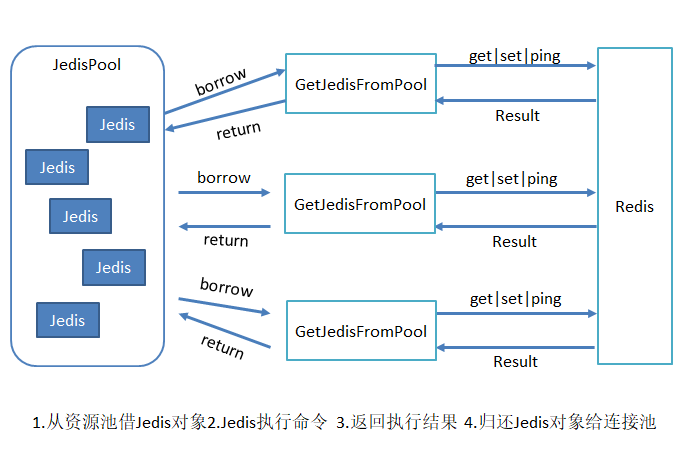 JedisPool
Jedis
Jedis
Jedis
Jedis
Jedis
borrow
return
GetJedisFromPool
get|set|ping
Result
borrow
return
GetJedisFromPool
get|set|ping
Result
borrow
return
GetJedisFromPool
get|set|ping
Result
Redis
1.从资源池借Jedis对象2.Jedis执行命令 3.返回执行结果 4.归还Jedis对象给连接池